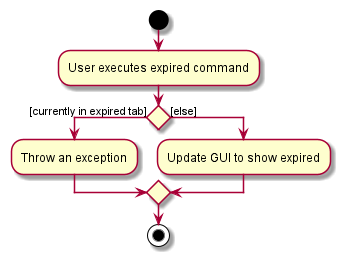 User executes expired command
[currently in expired tab]
[else]
Throw an exception
Update GUI to show expired